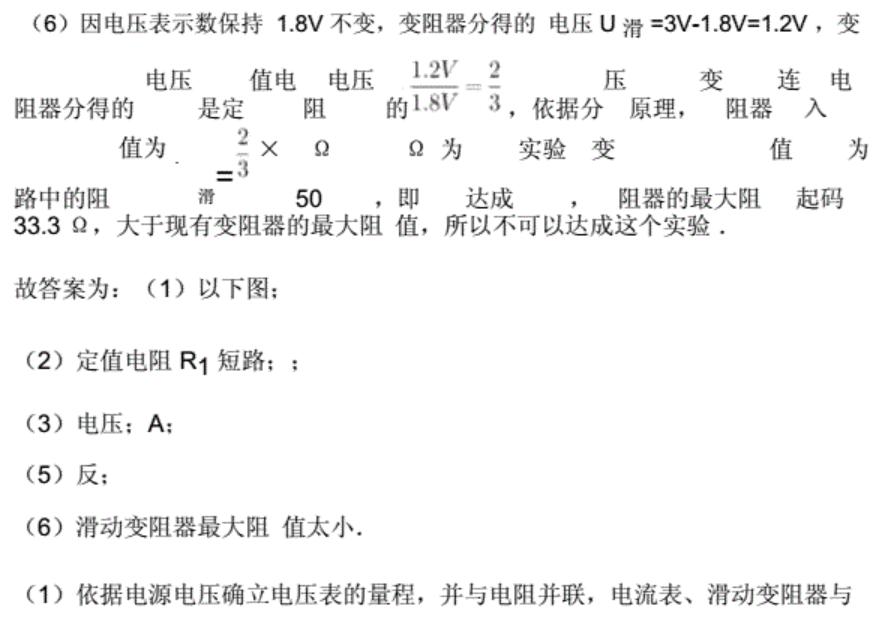 （6）因电压表示数保持 1.8V 不变，变阻器分得的 电压 U 滑 =3V-1.8V=1.2V ，变
电压 值电 电压 1.2V/1.8V=2/3 压 变 连 电
阻器分得的 是定 阻 的 ，依据分 原理， 阻器 入
值为 . =2/3 × Ω Ω 为 实验 变 值 为
路中的阻 滑 50 ，即 达成 ， 阻器的最大阻 起码
33.3 Ω，大于现有变阻器的最大阻 值，所以不可以达成这个实验．
故答案为：（1）以下图；
（2）定值电阻 R1 短路；；
（3）电压；A；
（5）反；
（6）滑动变阻器最大阻 值太小．
（1）依据电源电压确立电压表的量程，并与电阻并联，电流表、滑动变阻器与